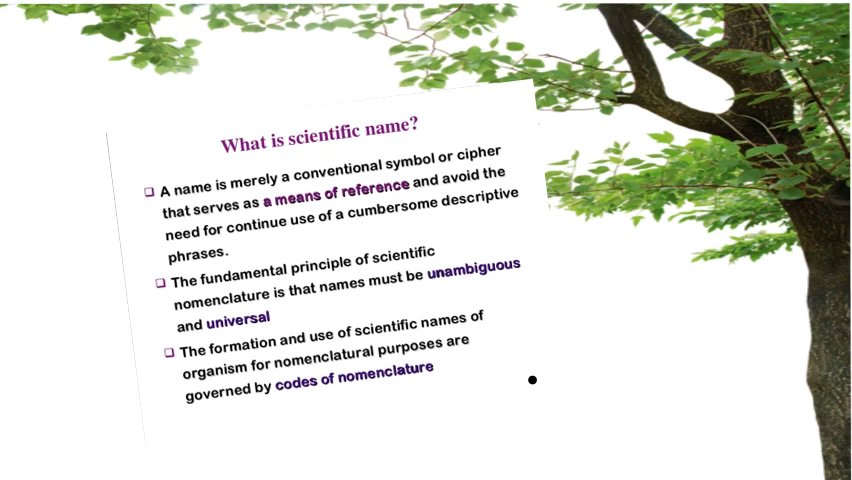 What is scientific name?
❑ A name is merely a conventional symbol or cipher
that serves as a means of reference and avoid the
need for continue use of a cumbersome descriptive
phrases.
❑ The fundamental principle of scientific
nomenclature is that names must be unambiguous
and universal
❑ The formation and use of scientific names of
organism for nomenclatural purposes are
governed by codes of nomenclature
•